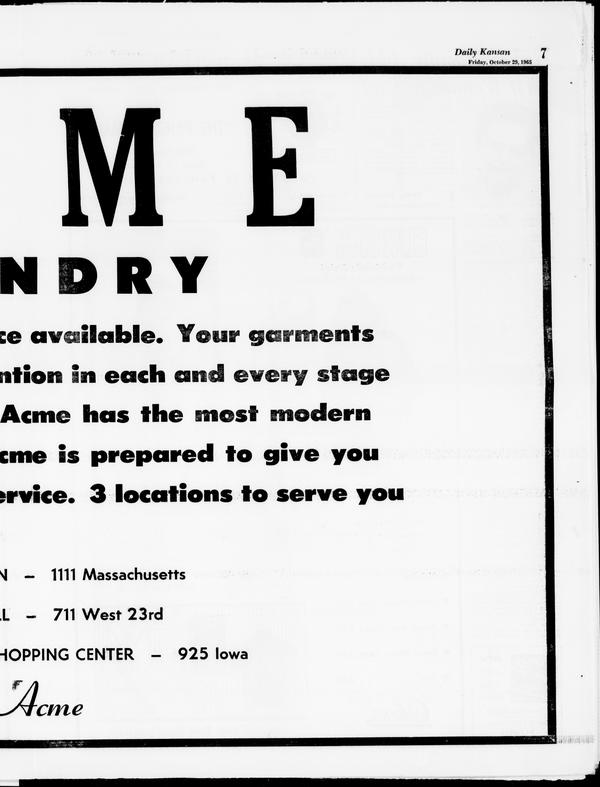 Daily Kansan 7
Friday, October 29, 1965
M E
NDRY
ce available. Your garments
ntion in each and every stage
Acme has the most modern
cme is prepared to give you
ervice. 3 locations to serve you
N — 1111 Massachusetts
LL — 711 West 23rd
HOPPING CENTER — 925 Iowa
Acme